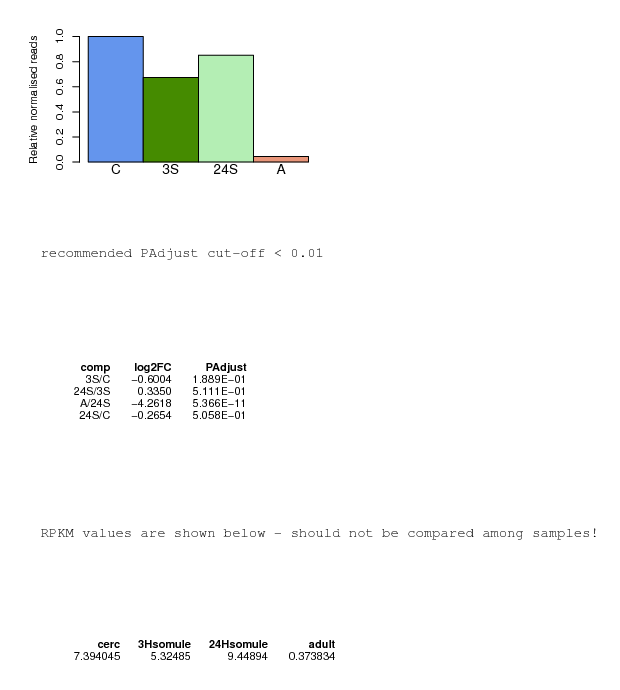 Relative normalised reads
1.0
0.8
0.6
0.4
0.2
0.0
C 3S 24S A
recommended PAdjust cut-off < 0.01
comp log2FC PAdjust
3S/C −0.6004 1.889E−01
24S/3S 0.3350 5.111E−01
A/24S −4.2618 5.366E−11
24S/C −0.2654 5.058E−01
RPKM values are shown below - should not be compared among samples!
cerc 3Hsomule 24Hsomule adult
7.394045 5.32485 9.44894 0.373834